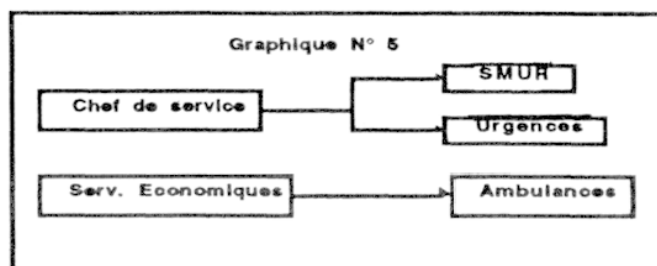 Graphique N° 5
SMUR
Chef de service
Urgences
Serv. Economiques
Ambulances